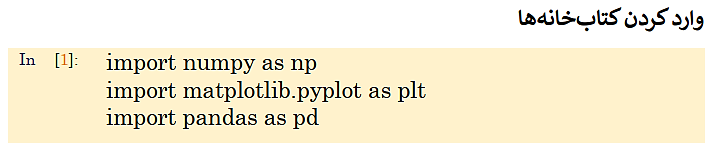 وارد کردن کتاب‌خانه‌ها
In [1]: import numpy as np
import matplotlib.pyplot as plt
import pandas as pd